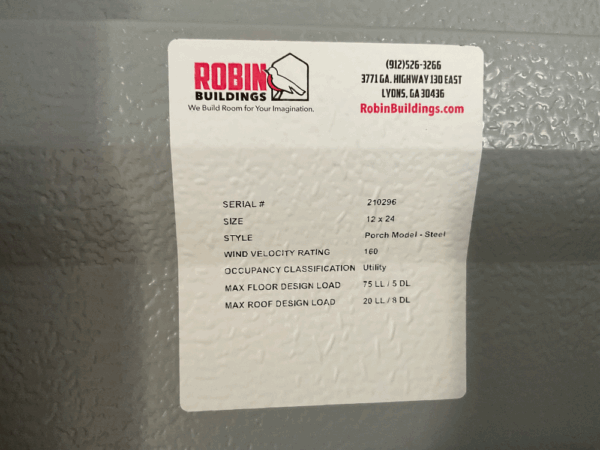 ROBIN
BUILDINGS
We Build Room for Your Imagination.
(912)526-3266
3771 GA. HIGHWAY 130 EAST
LYONS, GA 30436
RobinBuildings.com
SERIAL # 210296
SIZE 12 x 24
STYLE Porch Model - Steel
WIND VELOCITY RATING 160
OCCUPANCY CLASSIFICATION Utility
MAX FLOOR DESIGN LOAD 75 LL / 5 DL
MAX ROOF DESIGN LOAD 20 LL / 8 DL